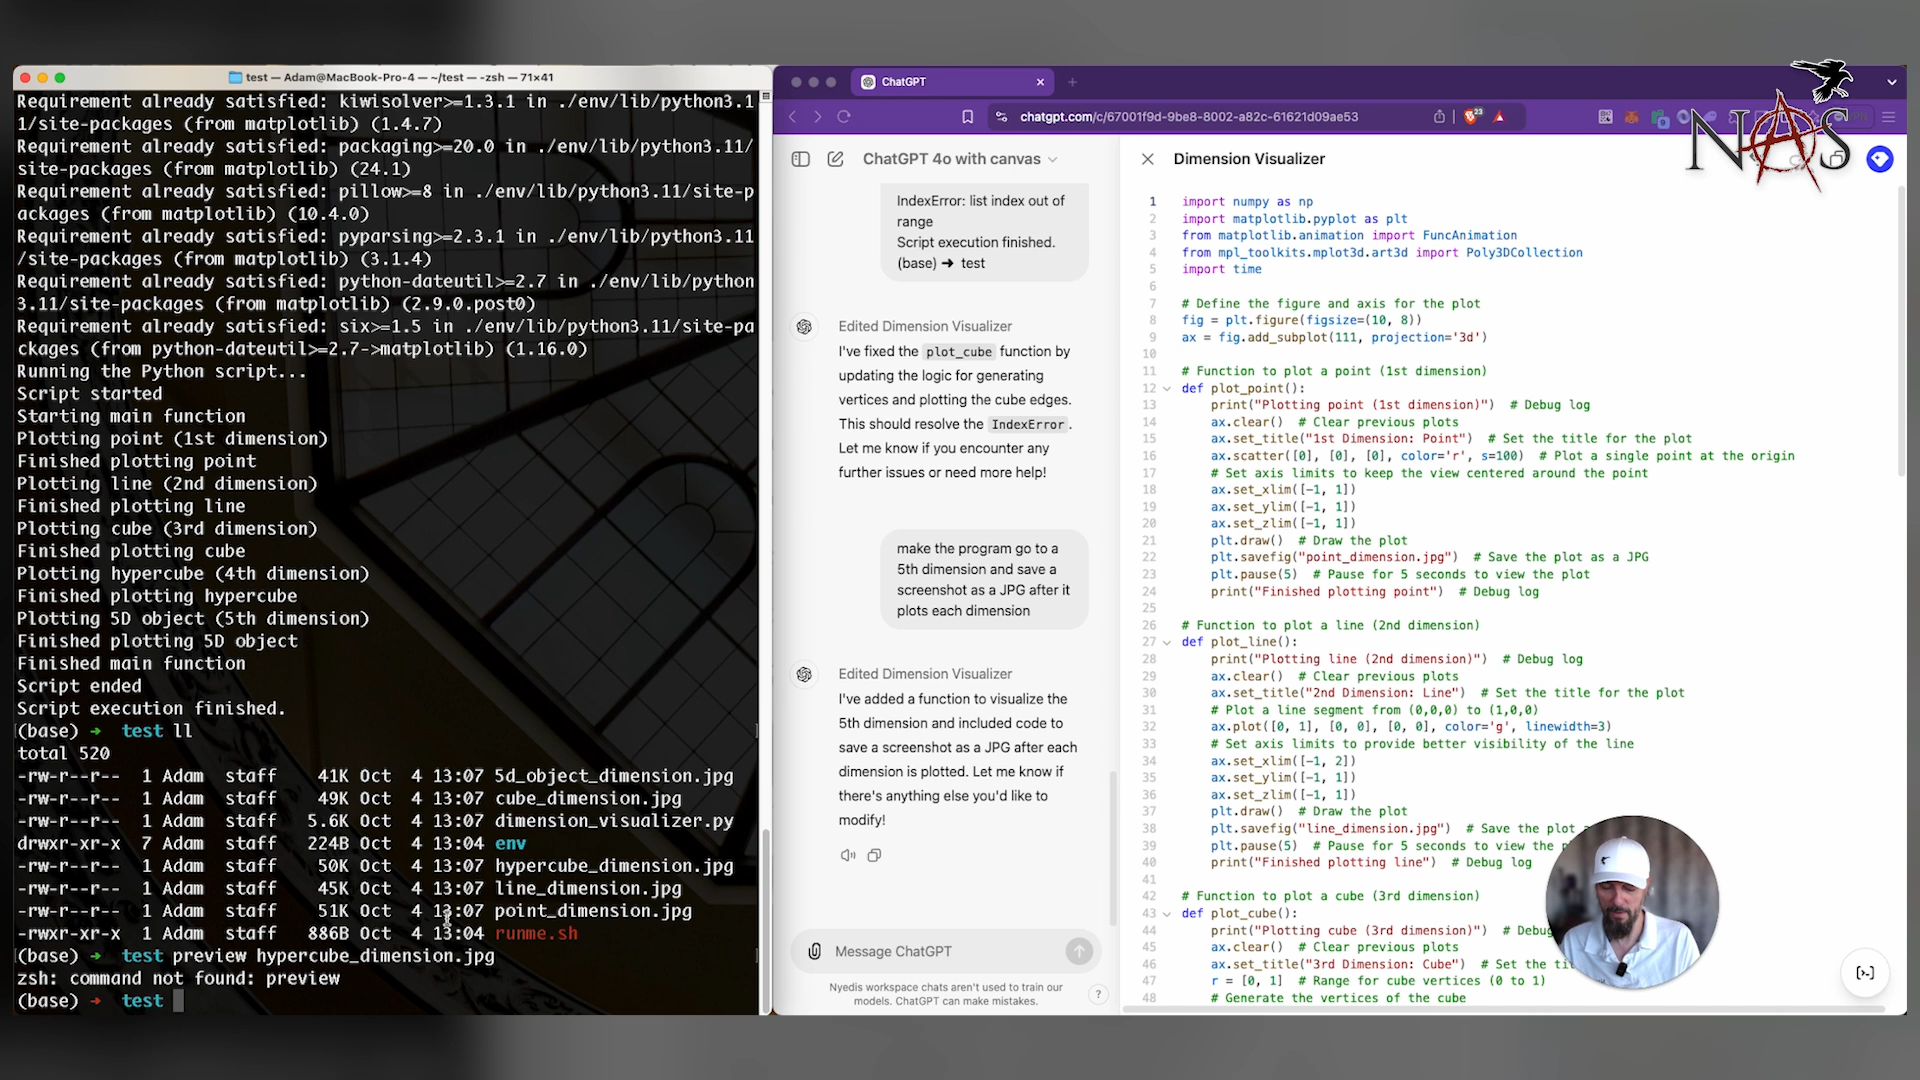 test — Adam@MacBook-Pro-4 — ~/test — -zsh — 71×41
Requirement already satisfied: kiwisolver>=1.3.1 in ./env/lib/python3.1
1/site-packages (from matplotlib) (1.4.7)
Requirement already satisfied: packaging>=20.0 in ./env/lib/python3.11/
site-packages (from matplotlib) (24.1)
Requirement already satisfied: pillow>=8 in ./env/lib/python3.11/site-p
ackages (from matplotlib) (10.4.0)
Requirement already satisfied: pyparsing>=2.3.1 in ./env/lib/python3.11
/site-packages (from matplotlib) (3.1.4)
Requirement already satisfied: python-dateutil>=2.7 in ./env/lib/python
3.11/site-packages (from matplotlib) (2.9.0.post0)
Requirement already satisfied: six>=1.5 in ./env/lib/python3.11/site-pa
ckages (from python-dateutil>=2.7->matplotlib) (1.16.0)
Running the Python script...
Script started
Starting main function
Plotting point (1st dimension)
Finished plotting point
Plotting line (2nd dimension)
Finished plotting line
Plotting cube (3rd dimension)
Finished plotting cube
Plotting hypercube (4th dimension)
Finished plotting hypercube
Plotting 5D object (5th dimension)
Finished plotting 5D object
Finished main function
Script ended
Script execution finished.
(base) → test ll
total 520
-rw-r--r-- 1 Adam staff 41K Oct 4 13:07 5d_object_dimension.jpg
-rw-r--r-- 1 Adam staff 49K Oct 4 13:07 cube_dimension.jpg
-rw-r--r-- 1 Adam staff 5.6K Oct 4 13:07 dimension_visualizer.py
drwxr-xr-x 7 Adam staff 224B Oct 4 13:04 env
-rw-r--r-- 1 Adam staff 50K Oct 4 13:07 hypercube_dimension.jpg
-rw-r--r-- 1 Adam staff 45K Oct 4 13:07 line_dimension.jpg
-rw-r--r-- 1 Adam staff 51K Oct 4 13:07 point_dimension.jpg
-rwxr-xr-x 1 Adam staff 886B Oct 4 13:04 runme.sh
(base) → test preview hypercube_dimension.jpg
zsh: command not found: preview
(base) → test
ChatGPT
chatgpt.com/c/67001f9d-9be8-8002-a82c-61621d09ae53
23
NAS
ChatGPT 4o with canvas
IndexError: list index out of
range
Script execution finished.
(base) → test
Edited Dimension Visualizer
I've fixed the plot_cube function by
updating the logic for generating
vertices and plotting the cube edges.
This should resolve the IndexError.
Let me know if you encounter any
further issues or need more help!
make the program go to a
5th dimension and save a
screenshot as a JPG after it
plots each dimension
Edited Dimension Visualizer
I've added a function to visualize the
5th dimension and included code to
save a screenshot as a JPG after each
dimension is plotted. Let me know if
there's anything else you'd like to
modify!
Message ChatGPT
Nyedis workspace chats aren't used to train our
models. ChatGPT can make mistakes.
?
Dimension Visualizer
1 import numpy as np
2 import matplotlib.pyplot as plt
3 from matplotlib.animation import FuncAnimation
4 from mpl_toolkits.mplot3d.art3d import Poly3DCollection
5 import time
6
7 # Define the figure and axis for the plot
8 fig = plt.figure(figsize=(10, 8))
9 ax = fig.add_subplot(111, projection='3d')
10
11 # Function to plot a point (1st dimension)
12 def plot_point():
13 print("Plotting point (1st dimension)") # Debug log
14 ax.clear() # Clear previous plots
15 ax.set_title("1st Dimension: Point") # Set the title for the plot
16 ax.scatter([0], [0], [0], color='r', s=100) # Plot a single point at the origin
17 # Set axis limits to keep the view centered around the point
18 ax.set_xlim([-1, 1])
19 ax.set_ylim([-1, 1])
20 ax.set_zlim([-1, 1])
21 plt.draw() # Draw the plot
22 plt.savefig("point_dimension.jpg") # Save the plot as a JPG
23 plt.pause(5) # Pause for 5 seconds to view the plot
24 print("Finished plotting point") # Debug log
25
26 # Function to plot a line (2nd dimension)
27 def plot_line():
28 print("Plotting line (2nd dimension)") # Debug log
29 ax.clear() # Clear previous plots
30 ax.set_title("2nd Dimension: Line") # Set the title for the plot
31 # Plot a line segment from (0,0,0) to (1,0,0)
32 ax.plot([0, 1], [0, 0], [0, 0], color='g', linewidth=3)
33 # Set axis limits to provide better visibility of the line
34 ax.set_xlim([-1, 2])
35 ax.set_ylim([-1, 1])
36 ax.set_zlim([-1, 1])
37 plt.draw() # Draw the plot
38 plt.savefig("line_dimension.jpg") # Save the plot
39 plt.pause(5) # Pause for 5 seconds to view the
40 print("Finished plotting line") # Debug log
41
42 # Function to plot a cube (3rd dimension)
43 def plot_cube():
44 print("Plotting cube (3rd dimension)") # Debug
45 ax.clear() # Clear previous plots
46 ax.set_title("3rd Dimension: Cube") # Set the
47 r = [0, 1] # Range for cube vertices (0 to 1)
48 # Generate the vertices of the cube